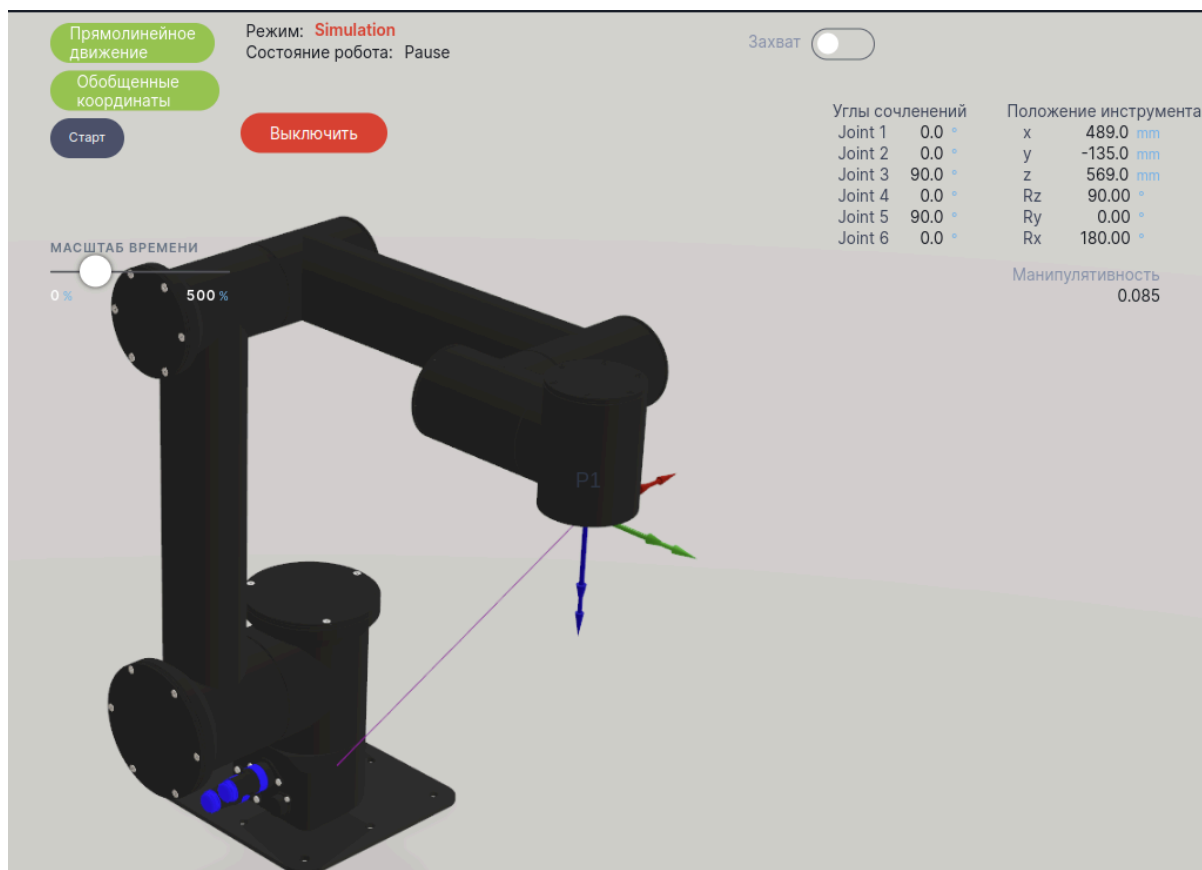 Прямолинейное
движение
Режим: Simulation
Состояние робота: Pause
Захват
Обобщенные
координаты
Старт
Выключить
Углы сочленений
Joint 1 0.0 °
Joint 2 0.0 °
Joint 3 90.0 °
Joint 4 0.0 °
Joint 5 90.0 °
Joint 6 0.0 °
Положение инструмента
x 489.0 mm
y -135.0 mm
z 569.0 mm
Rz 90.00 °
Ry 0.00 °
Rx 180.00 °
Манипулятивность
0.085
МАСШТАБ ВРЕМЕНИ
0 % 500 %
P1